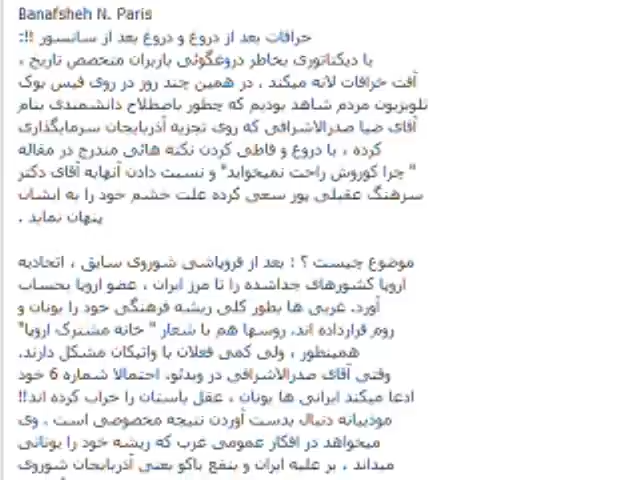 Banafsheh N. Paris
خرافات بعد از دروغ و دروغ بعد از سانسور !!:
با دیکتاتوری بخاطر دروغگوئی یاریران متخصص تاریخ ،
آفت خرافات لانه میکند ، در همین چند روز در روی فیس بوک
تلویزیون مردم شاهد بودیم که چطور باصطلاح دانشمندی بنام
آقای ضیا صدرالاشرافی که روی تجزیه آذربایجان سرمایگذاری
کرده ، با دروغ و قاطی کردن نکته هائی مندرج در مقاله
" چرا کوروش راحت نمیخوابد" و نسبت دادن آنهابه آقای دکتر
سرهنگ عقیلی پور سعی کرده علت خشم خود را به ایشان
پنهان نماید .
موضوع چیست ؟ : بعد از فروپاشی شوروی سابق ، اتحادیه
اروپا کشورهای جداشده را تا مرز ایران ، عضو اروپا بحساب
آورد. غربی ها بطور کلی ریشه فرهنگی خود را یونان و
روم قرارداده اند. روسها هم با شعار " خانه مشترک اروپا"
همینطور ، ولی کمی فعلان با واتیکان مشکل دارند.
وقتی آقای صدرالاشرافی در ویدئو، احتمالا شماره 6 خود
ادعا میکند ایرانی ها یونان ، عقل باستان را خراب کرده اند!!
موذییانه دنبال بدست آوردن نتیجه مخصوصی است . وی
میخواهد در افکار عمومی غرب که ریشه خود را یونانی
میداند ، بر علیه ایران و بنفع باکو یعنی آذربایجان شوروی